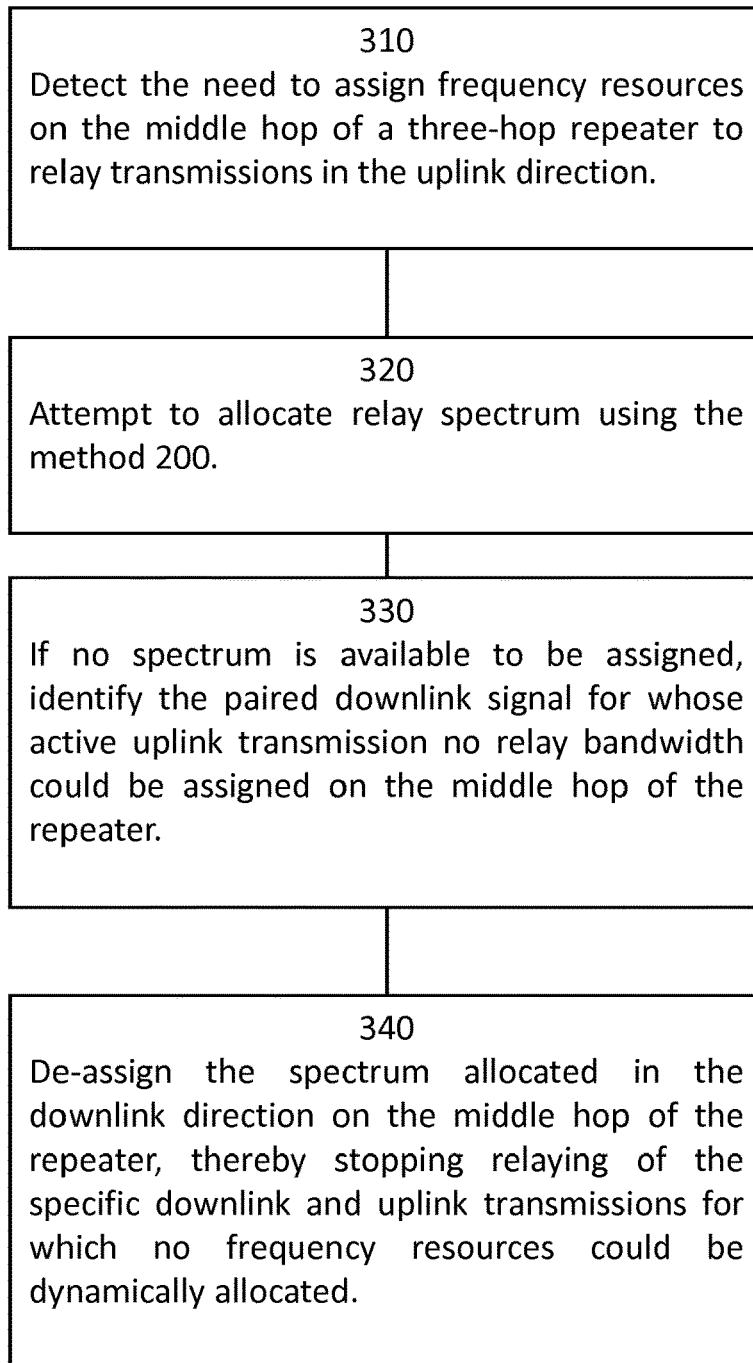 310
Detect the need to assign frequency resources
on the middle hop of a three-hop repeater to
relay transmissions in the uplink direction.
320
Attempt to allocate relay spectrum using the
method 200.
330
If no spectrum is available to be assigned,
identify the paired downlink signal for whose
active uplink transmission no relay bandwidth
could be assigned on the middle hop of the
repeater.
340
De-assign the spectrum allocated in the
downlink direction on the middle hop of the
repeater, thereby stopping relaying of the
specific downlink and uplink transmissions for
which no frequency resources could be
dynamically allocated.